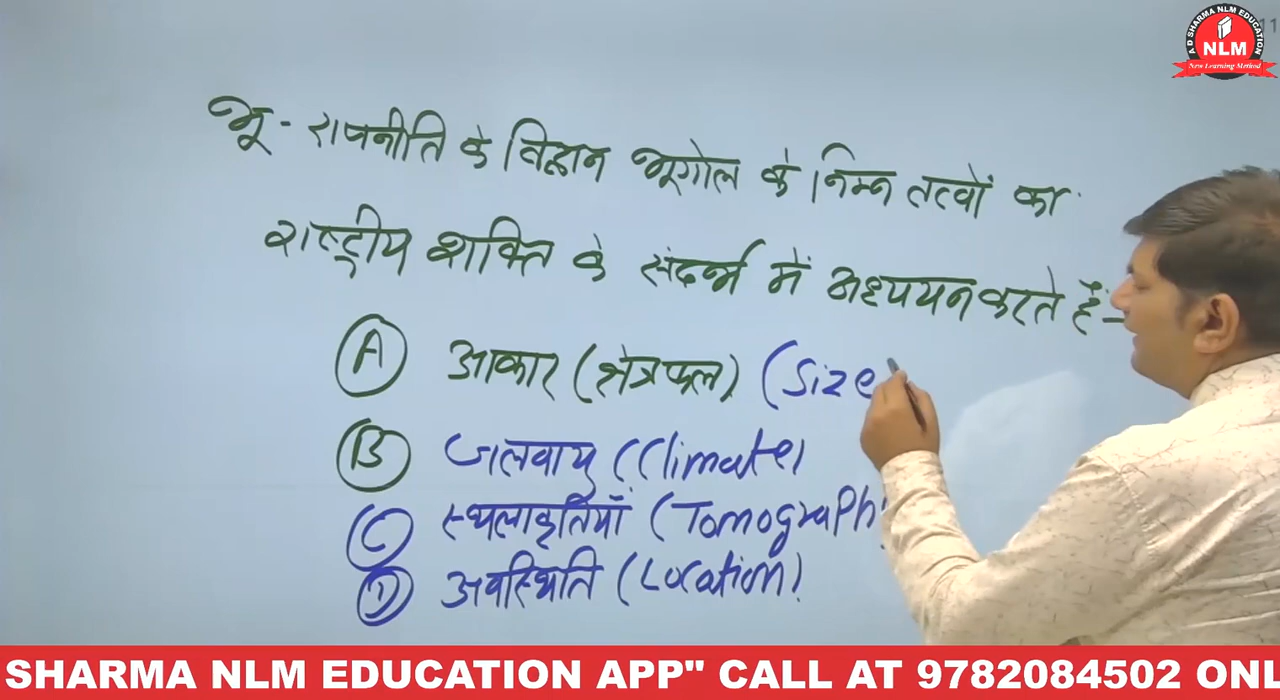 A D SHARMA NLM EDUCATION
11
NLM
New Learning Method
भू - राजनीति के विद्वान भूगोल के निम्न तत्वों का
राष्ट्रीय शक्ति के संदर्भ में अध्ययन करते हैं -
(A) आकार (क्षेत्रफल) (Size
(B) जलवायु (Climate)
(C) स्थलाकृतियाँ (Tomograph
(D) अवस्थिति (Location)
SHARMA NLM EDUCATION APP" CALL AT 9782084502 ONL